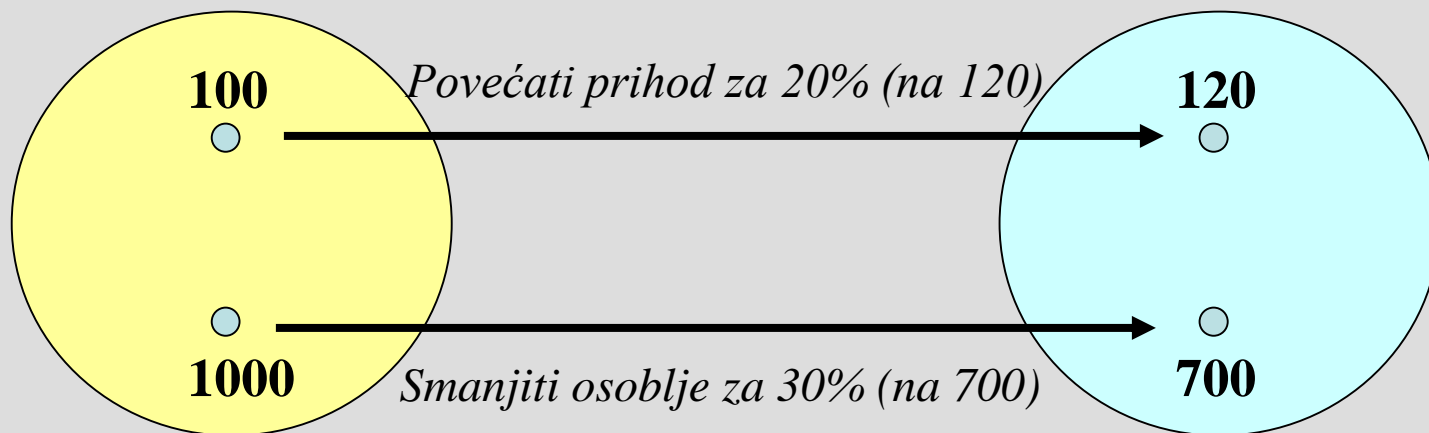 100
Povećati prihod za 20% (na 120)
120
1000
Smanjiti osoblje za 30% (na 700)
700